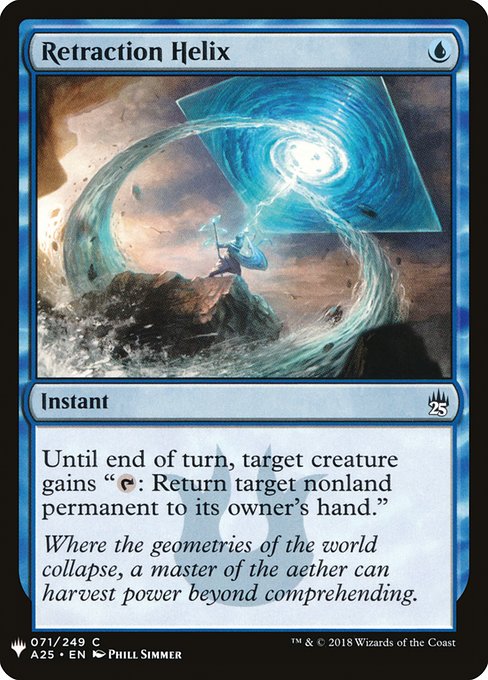 Retraction Helix
Instant
25
Until end of turn, target creature
gains “: Return target nonland
permanent to its owner's hand.”
Where the geometries of the world
collapse, a master of the aether can
harvest power beyond comprehending.
071/249 C
A25 • EN Phill Simmer
™ & © 2018 Wizards of the Coast